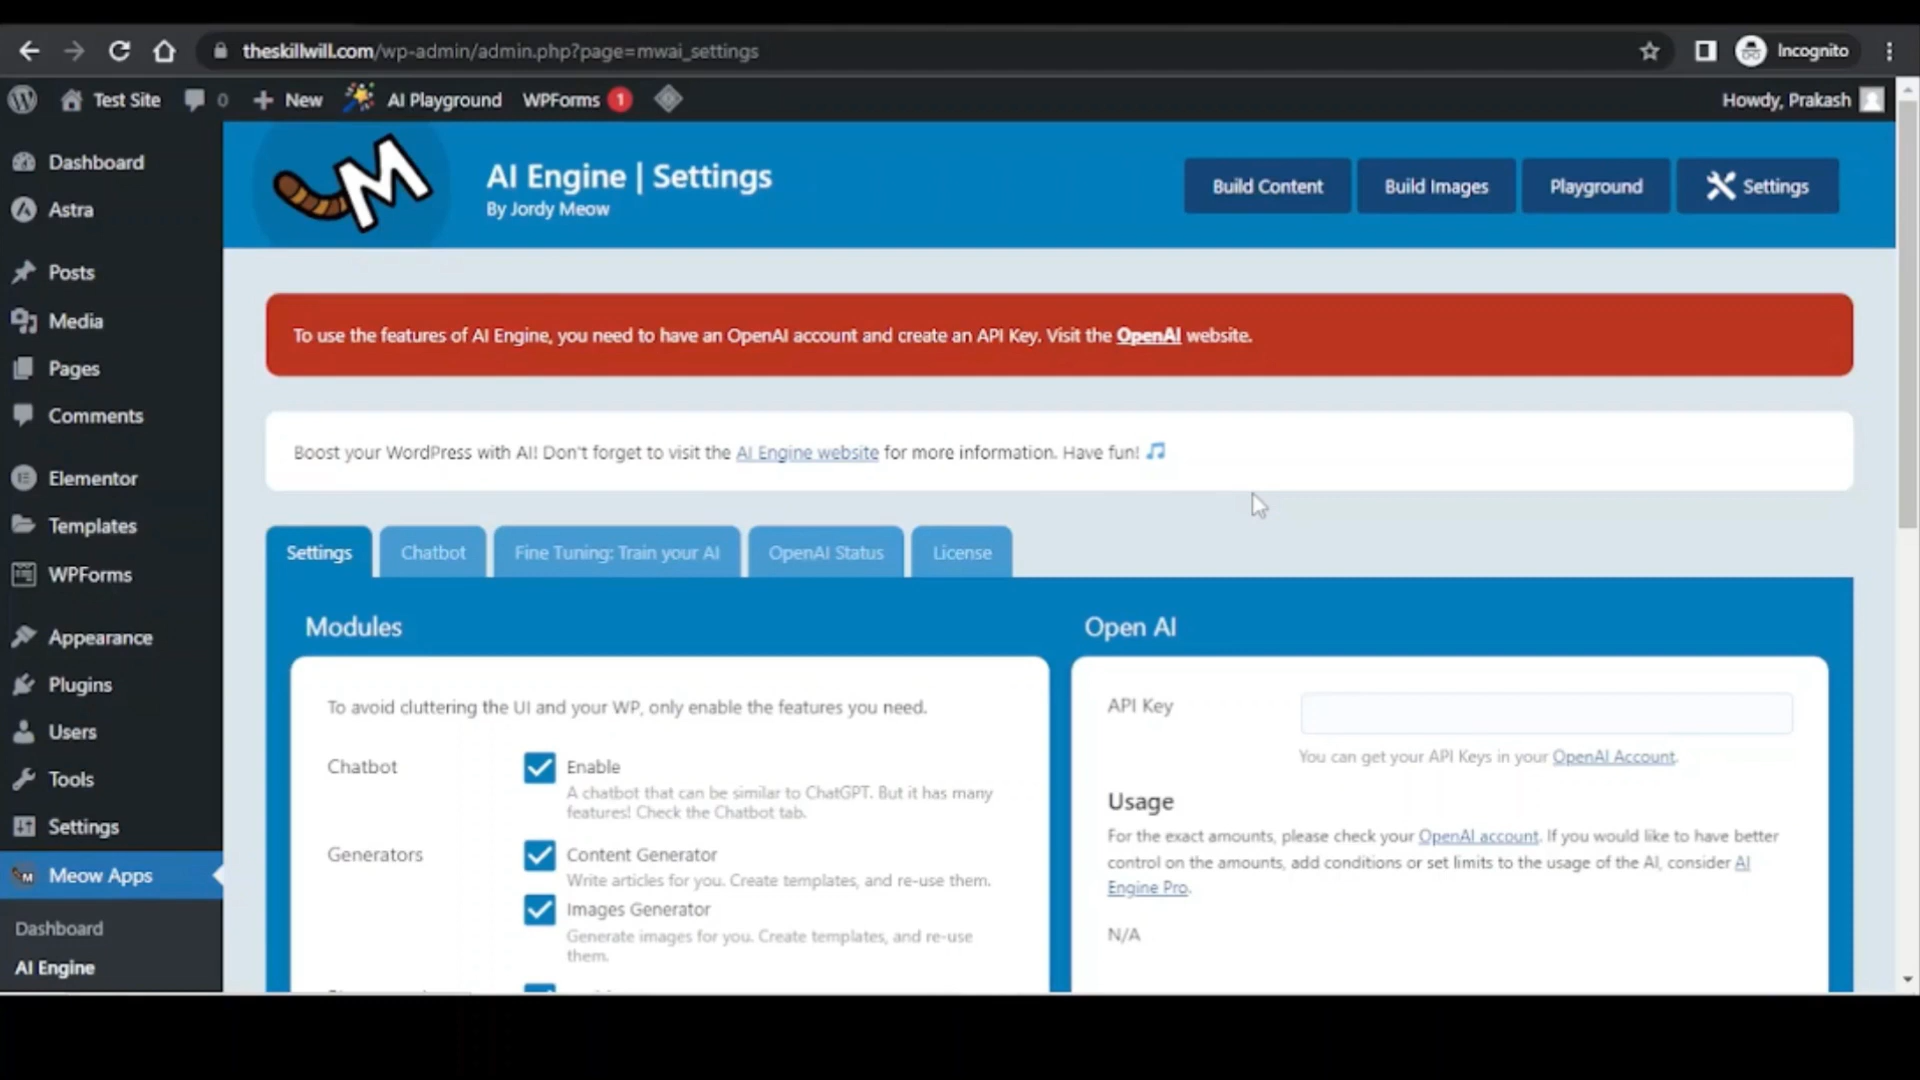 theskillwill.com/wp-admin/admin.php?page=mwai_settings
Incognito
Test Site
0
New
AI Playground
WPForms 1
Howdy, Prakash
Dashboard
Astra
Posts
Media
Pages
Comments
Elementor
Templates
WPForms
Appearance
Plugins
Users
Tools
Settings
Meow Apps
Dashboard
AI Engine
M
AI Engine | Settings
By Jordy Meow
Build Content
Build Images
Playground
Settings
To use the features of AI Engine, you need to have an OpenAI account and create an API Key. Visit the OpenAI website.
Boost your WordPress with AI! Don't forget to visit the AI Engine website for more information. Have fun! 🎵
Settings
Chatbot
Fine Tuning: Train your AI
OpenAI Status
License
Modules
To avoid cluttering the UI and your WP, only enable the features you need.
Chatbot
Enable
A chatbot that can be similar to ChatGPT. But it has many
features! Check the Chatbot tab.
Generators
Content Generator
Write articles for you. Create templates, and re-use them.
Images Generator
Generate images for you. Create templates, and re-use
them.
Open AI
API Key
You can get your API Keys in your OpenAI Account.
Usage
For the exact amounts, please check your OpenAI account. If you would like to have better
control on the amounts, add conditions or set limits to the usage of the AI, consider AI
Engine Pro.
N/A